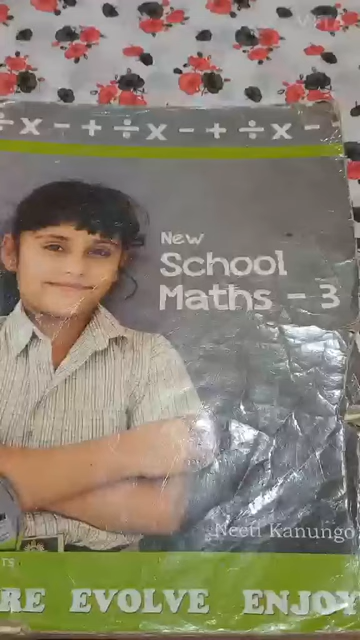 ÷ x - + ÷ x - + ÷ x -
New
School
Maths - 3
Neeti Kanungo
RE EVOLVE ENJOY